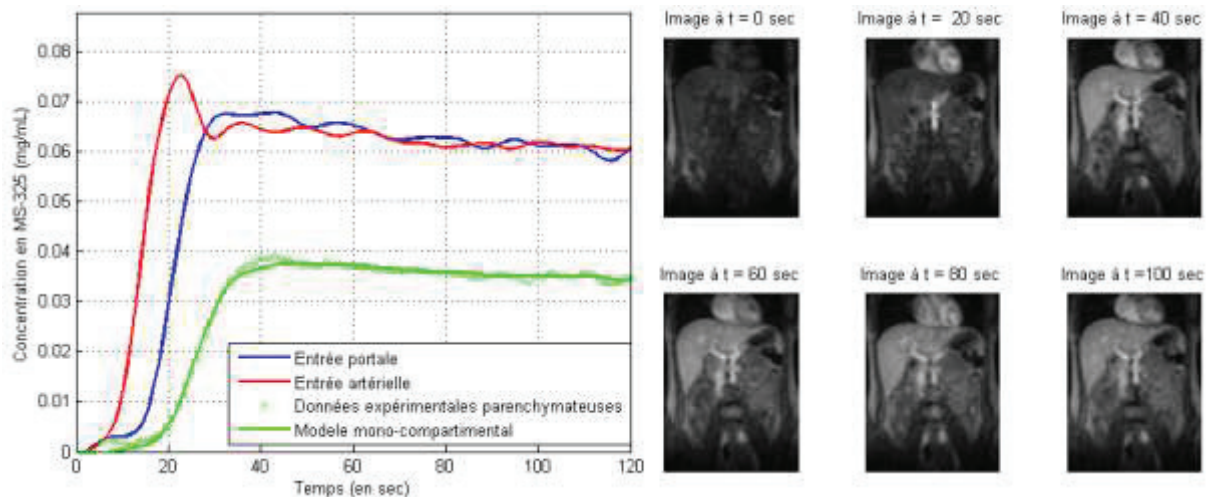 Concentration en MS-325 (mg/mL)
0.08
0.07
0.06
0.05
0.04
0.03
0.02
0.01
0
0 20 40 60 80 100 120
Temps (en sec)
Entrée portale
Entrée artérielle
Données expérimentales parenchymateuses
Modele mono-compartimental
Image à t = 0 sec
Image à t = 20 sec
Image à t = 40 sec
Image à t = 60 sec
Image à t = 80 sec
Image à t =100 sec